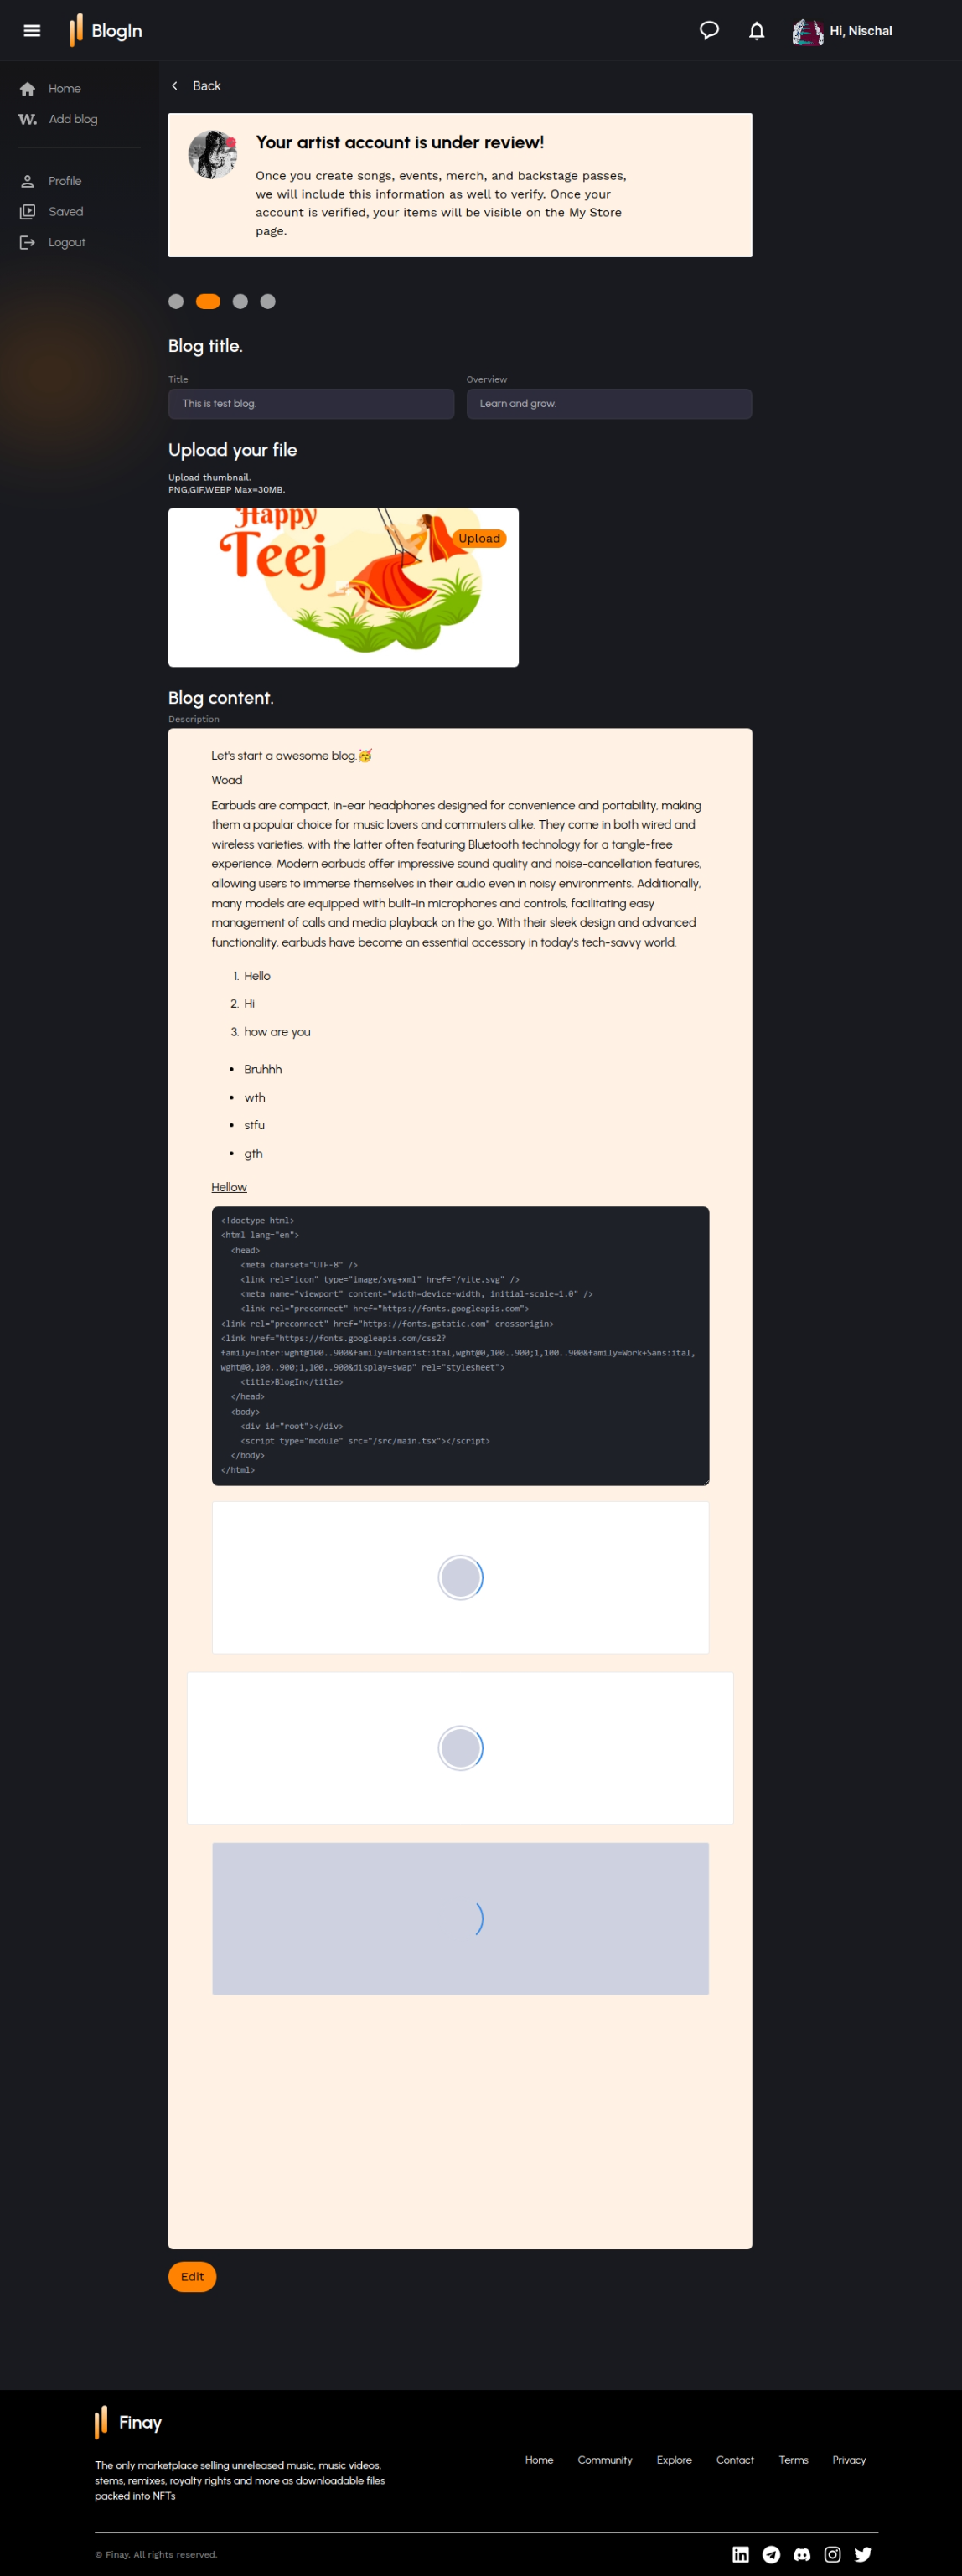 BlogIn
Hi, Nischal
Home
Add blog
Profile
Saved
Logout
Back
Your artist account is under review!
Once you create songs, events, merch, and backstage passes,
we will include this information as well to verify. Once your
account is verified, your items will be visible on the My Store
page.
Blog title.
Title
Overview
This is test blog.
Learn and grow.
Upload your file
Upload thumbnail.
PNG,GIF,WEBP Max=30MB.
Happy
Teej
Upload
Blog content.
Description
Let's start a awesome blog.🥳
Woad
Earbuds are compact, in-ear headphones designed for convenience and portability, making
them a popular choice for music lovers and commuters alike. They come in both wired and
wireless varieties, with the latter often featuring Bluetooth technology for a tangle-free
experience. Modern earbuds offer impressive sound quality and noise-cancellation features,
allowing users to immerse themselves in their audio even in noisy environments. Additionally,
many models are equipped with built-in microphones and controls, facilitating easy
management of calls and media playback on the go. With their sleek design and advanced
functionality, earbuds have become an essential accessory in today's tech-savvy world.
1. Hello
2. Hi
3. how are you
• Bruhhh
• wth
• stfu
• gth
Hellow
<!doctype html>
<html lang="en">
<head>
<meta charset="UTF-8" />
<link rel="icon" type="image/svg+xml" href="/vite.svg" />
<meta name="viewport" content="width=device-width, initial-scale=1.0" />
<link rel="preconnect" href="https://fonts.googleapis.com">
<link rel="preconnect" href="https://fonts.gstatic.com" crossorigin>
<link href="https://fonts.googleapis.com/css2?
family=Inter:wght@100..900&family=Urbanist:ital,wght@0,100..900;1,100..900&family=Work+Sans:ital,
wght@0,100..900;1,100..900&display=swap" rel="stylesheet">
<title>BlogIn</title>
</head>
<body>
<div id="root"></div>
<script type="module" src="/src/main.tsx"></script>
</body>
</html>
Edit
Finay
The only marketplace selling unreleased music, music videos,
stems, remixes, royalty rights and more as downloadable files
packed into NFTs
Home
Community
Explore
Contact
Terms
Privacy
© Finay. All rights reserved.